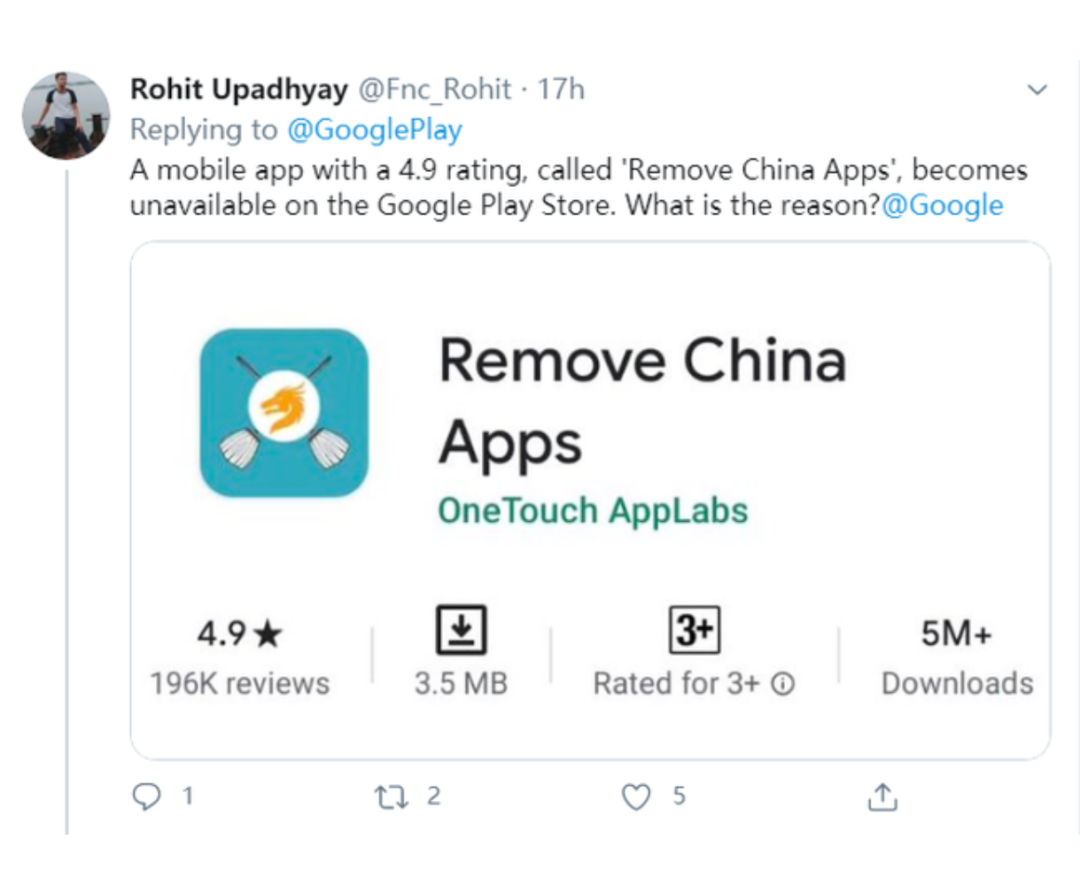 Rohit Upadhyay @Fnc_Rohit · 17h
Replying to @GooglePlay
A mobile app with a 4.9 rating, called 'Remove China Apps', becomes
unavailable on the Google Play Store. What is the reason?@Google
Remove China
Apps
OneTouch AppLabs
4.9★ 3+ 5M+
196K reviews 3.5 MB Rated for 3+ Downloads
1 2 5